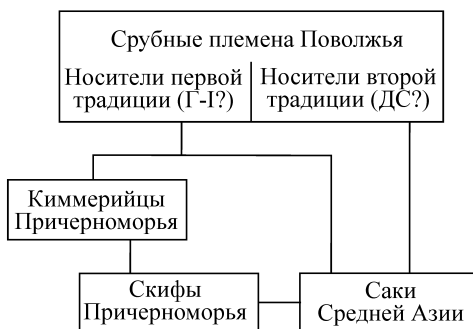 Срубные племена Поволжья
Носители первой
традиции (Г-I?)
Носители второй
традиции (ДС?)
Киммерийцы
Причерноморья
Скифы
Причерноморья
Саки
Средней Азии